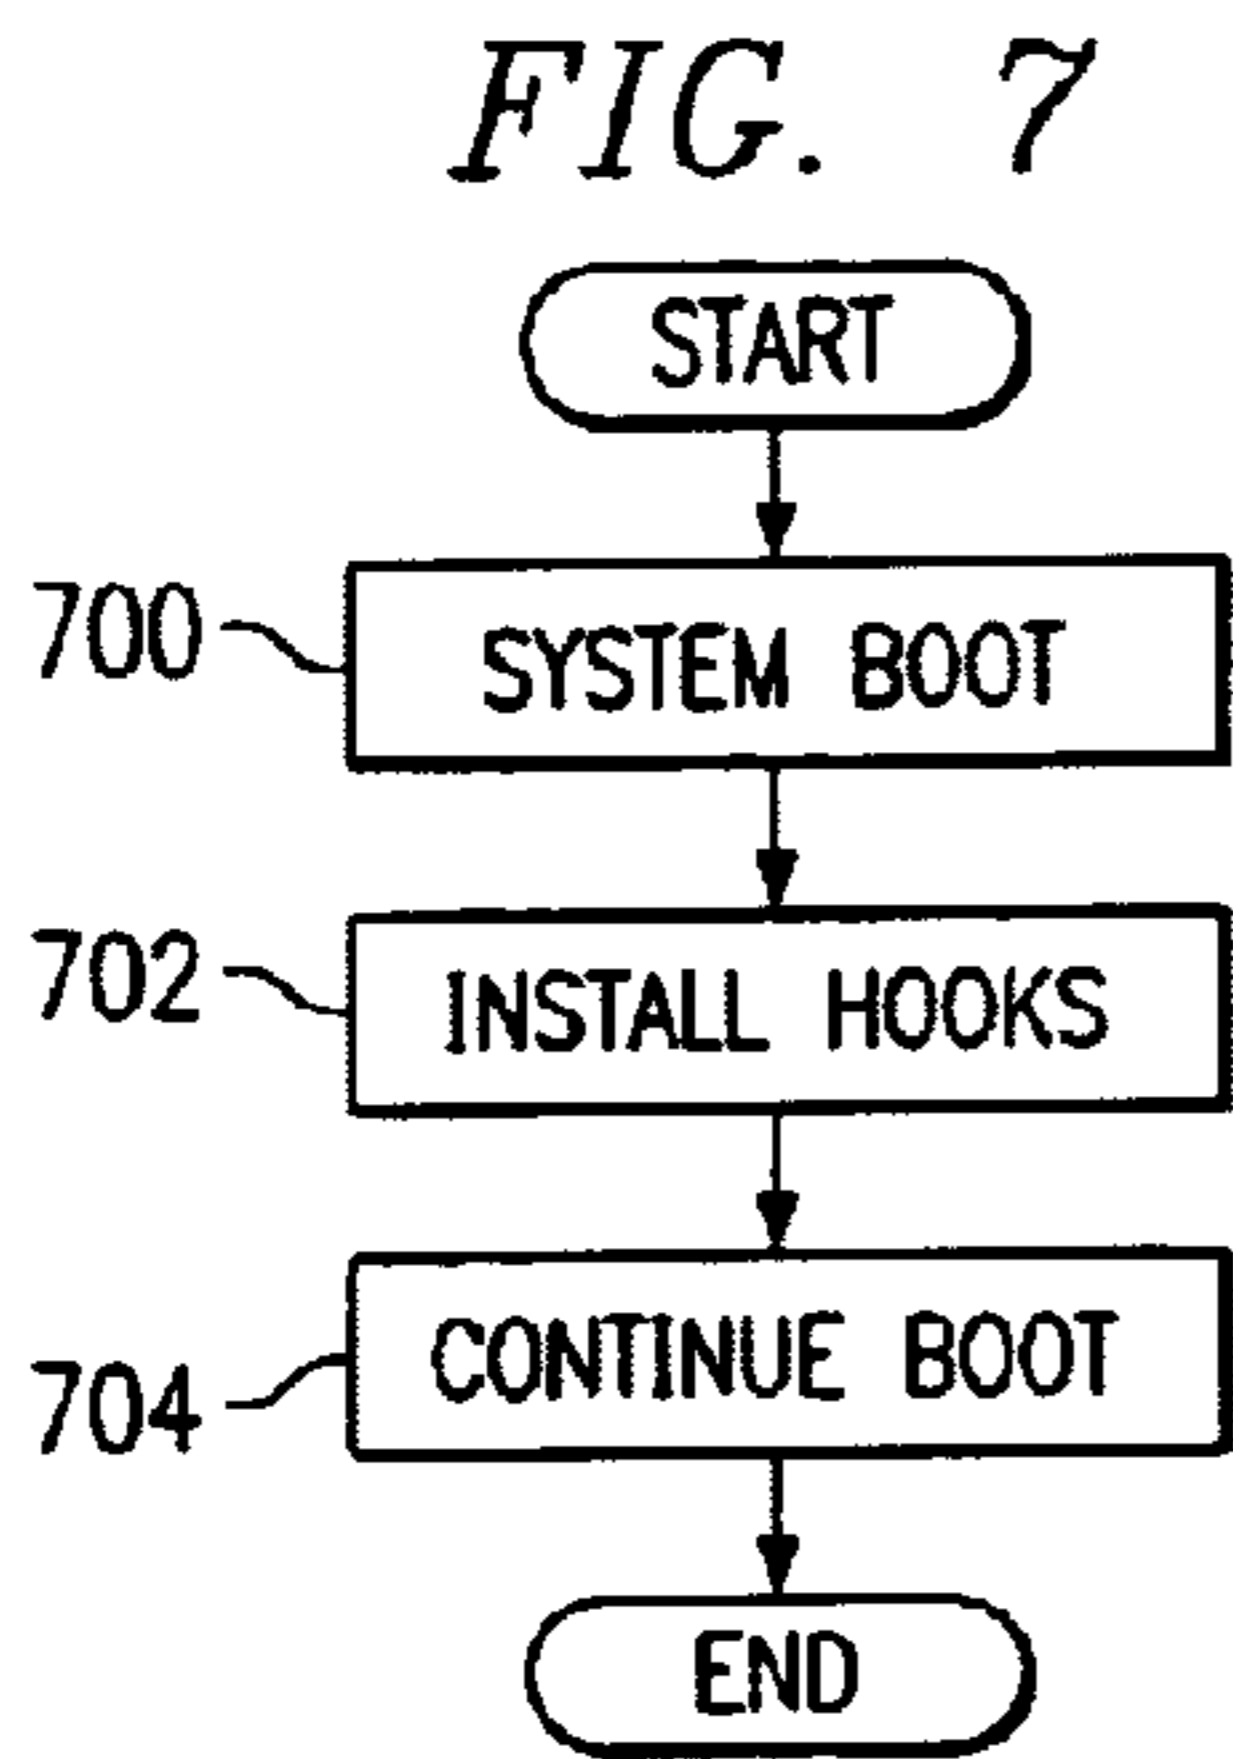 FIG. 7
START
700
SYSTEM BOOT
702
INSTALL HOOKS
704
CONTINUE BOOT
END